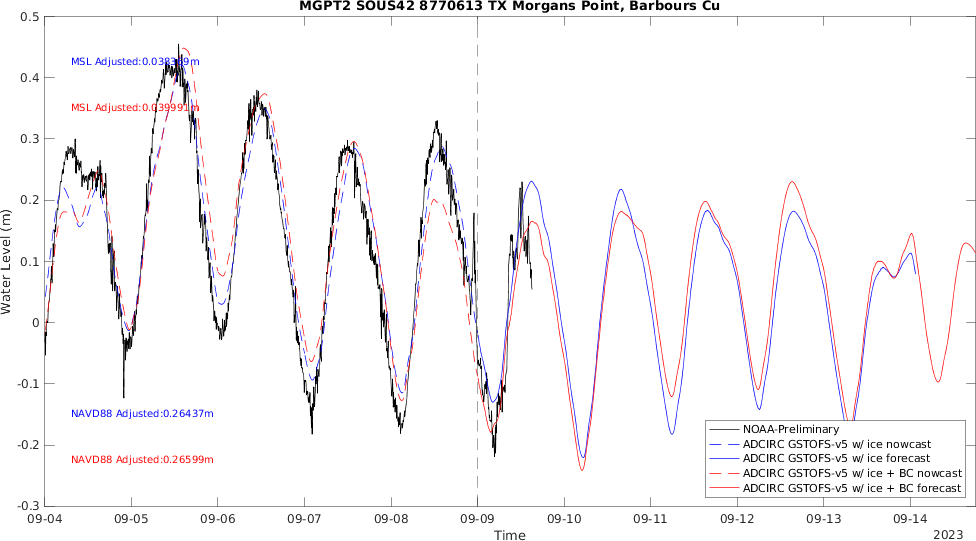 MGPT2 SOUS42 8770613 TX Morgans Point, Barbours Cu
0.5
0.4
0.3
0.2
0.1
0
-0.1
-0.2
-0.3
Water Level (m)
MSL Adjusted:0.038389m
MSL Adjusted:0.039991m
NAVD88 Adjusted:0.26437m
NAVD88 Adjusted:0.26599m
NOAA-Preliminary
ADCIRC GSTOFS-v5 w/ ice nowcast
ADCIRC GSTOFS-v5 w/ ice forecast
ADCIRC GSTOFS-v5 w/ ice + BC nowcast
ADCIRC GSTOFS-v5 w/ ice + BC forecast
09-04 09-05 09-06 09-07 09-08 09-09 09-10 09-11 09-12 09-13 09-14
Time
2023